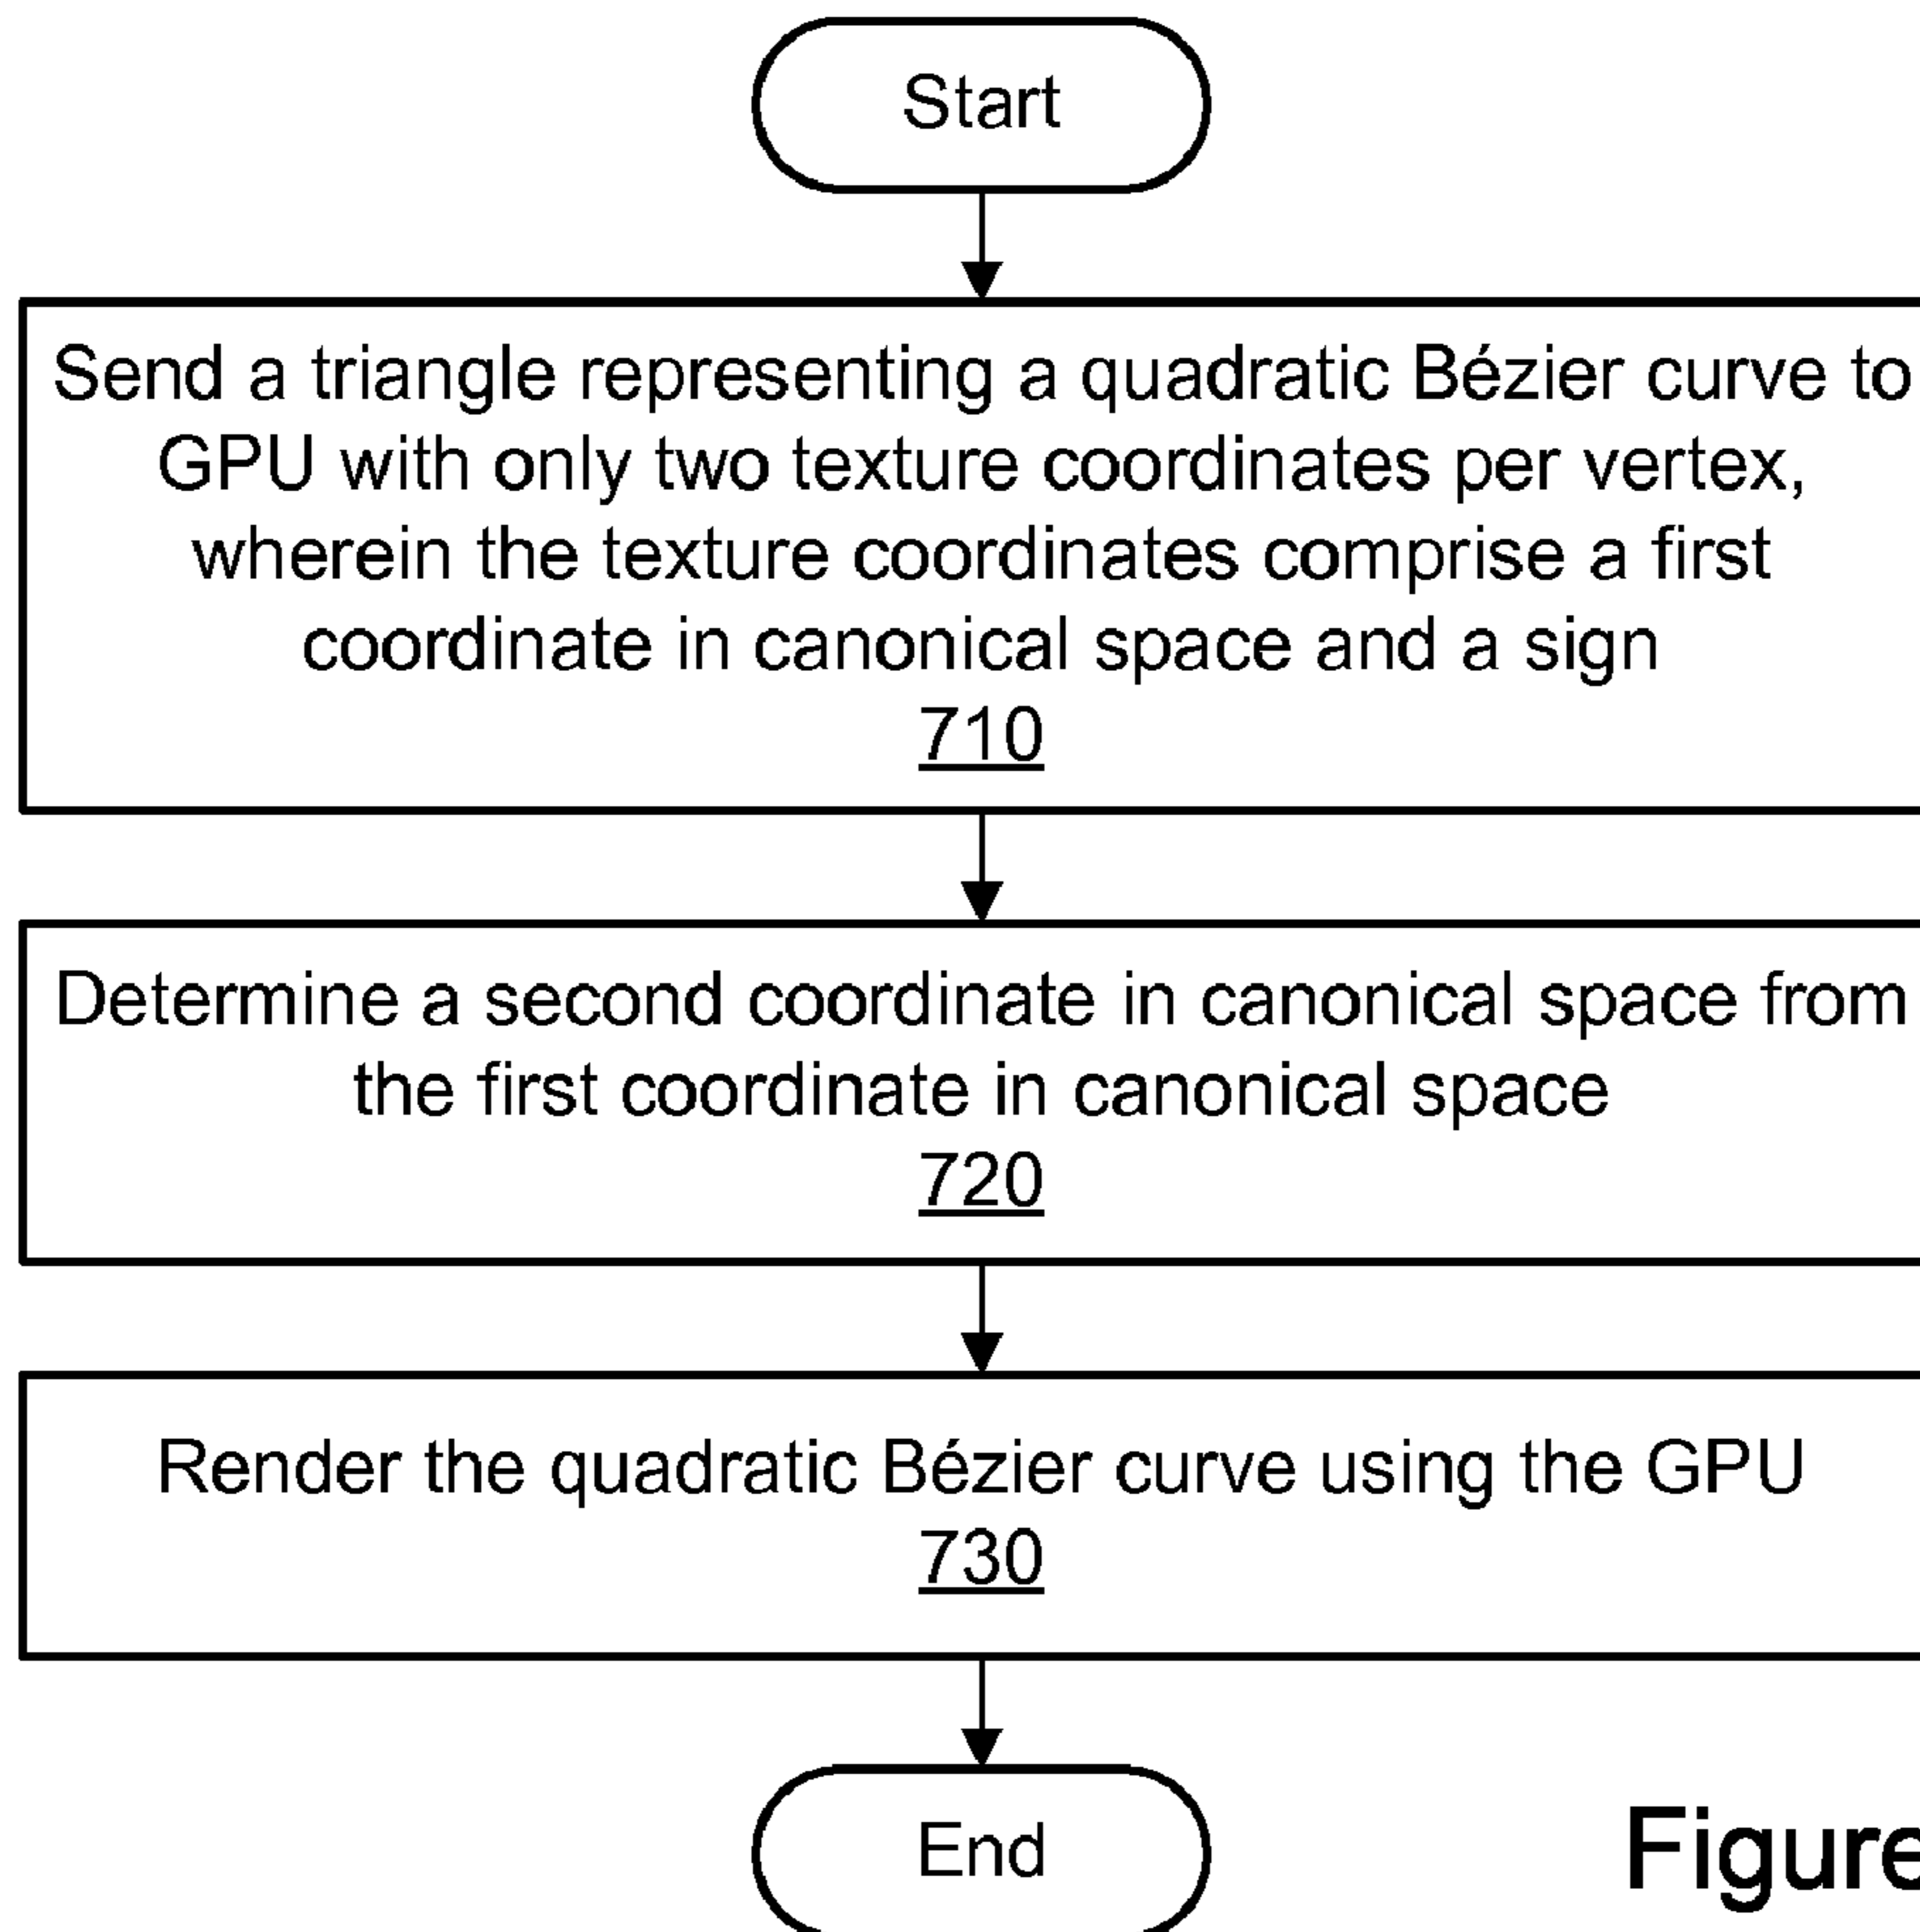 Start
Send a triangle representing a quadratic Bézier curve to
GPU with only two texture coordinates per vertex,
wherein the texture coordinates comprise a first
coordinate in canonical space and a sign
710
Determine a second coordinate in canonical space from
the first coordinate in canonical space
720
Render the quadratic Bézier curve using the GPU
730
End
Figure